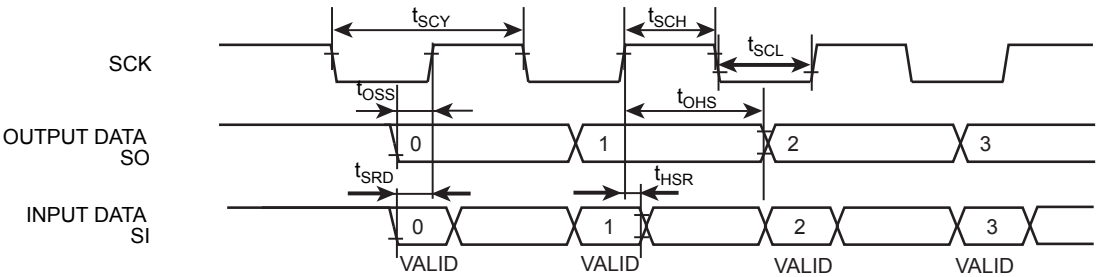 tSCY
tSCH
SCK
tSCL
tOSS
tOHS
OUTPUT DATA
SO
0 1 2 3
tSRD
tHSR
INPUT DATA
SI
0 1 2 3
VALID VALID VALID VALID